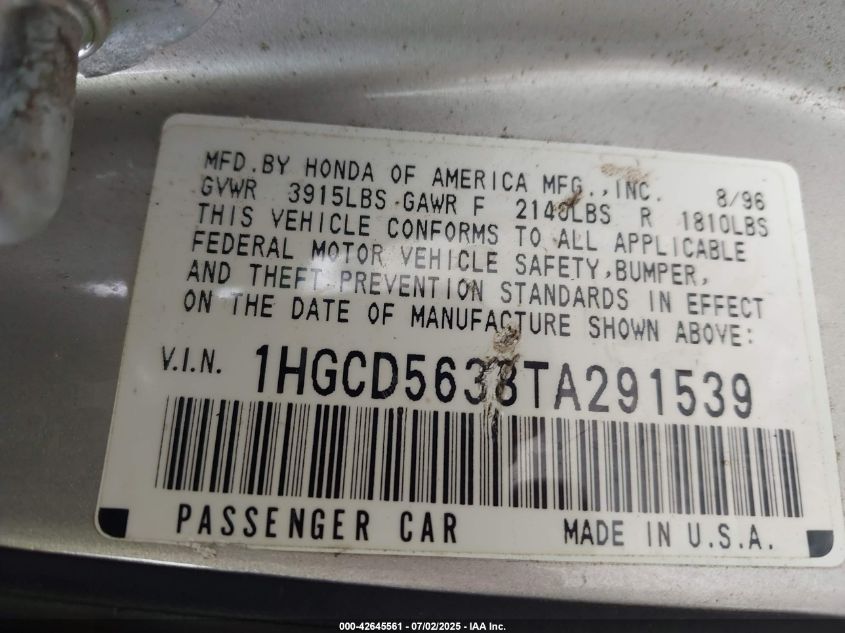 MFD.BY HONDA OF AMERICA MFG.,INC. 8/96
GVWR 3915LBS GAWR F R 1810LBS
THIS VEHICLE CONFORMS TO ALL APPLICABLE
FEDERAL MOTOR VEHICLE SAFETY,BUMPER,
AND THEFT PREVENTION STANDARDS IN EFFECT
ON THE DATE OF MANUFACTURE SHOWN ABOVE:
V.I.N. 1HGCD5638TA291539
PASSENGER CAR MADE IN U.S.A.
000-42645561 - 07/02/2025 - IAA Inc.